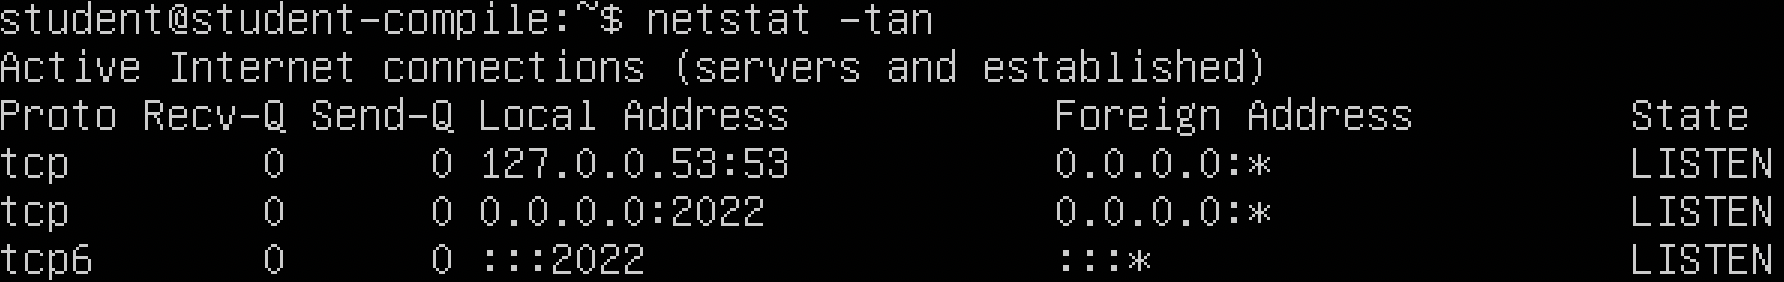 student@student-compile:~$ netstat -tan
Active Internet connections (servers and established)
Proto Recv-Q Send-Q Local Address           Foreign Address         State
tcp        0      0 127.0.0.53:53           0.0.0.0:*               LISTEN
tcp        0      0 0.0.0.0:2022            0.0.0.0:*               LISTEN
tcp6       0      0 :::2022                 :::*                    LISTEN